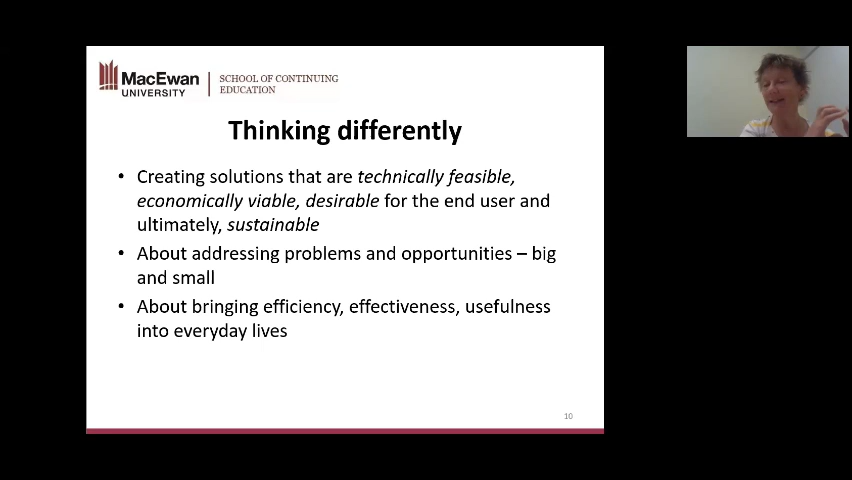 MacEwan
UNIVERSITY
SCHOOL OF CONTINUING
EDUCATION
Thinking differently
• Creating solutions that are technically feasible,
economically viable, desirable for the end user and
ultimately, sustainable
• About addressing problems and opportunities – big
and small
• About bringing efficiency, effectiveness, usefulness
into everyday lives
10